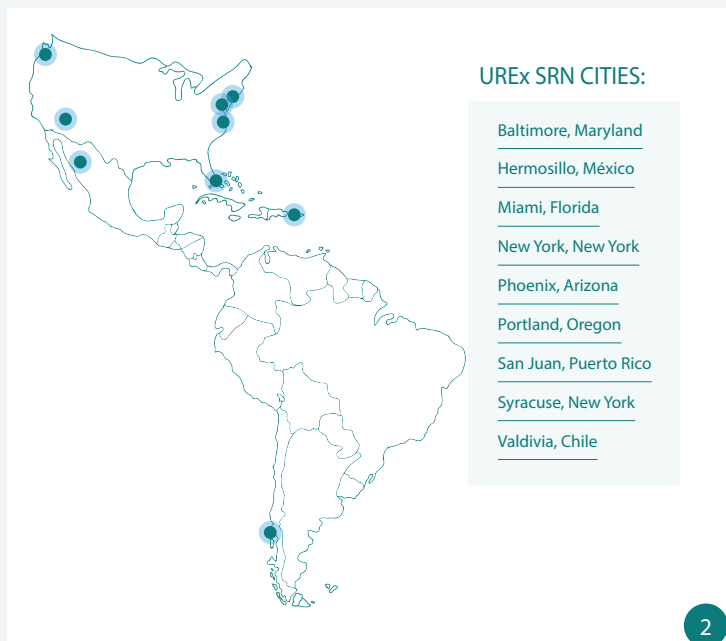 UREx SRN CITIES:
Baltimore, Maryland
Hermosillo, México
Miami, Florida
New York, New York
Phoenix, Arizona
Portland, Oregon
San Juan, Puerto Rico
Syracuse, New York
Valdivia, Chile
2